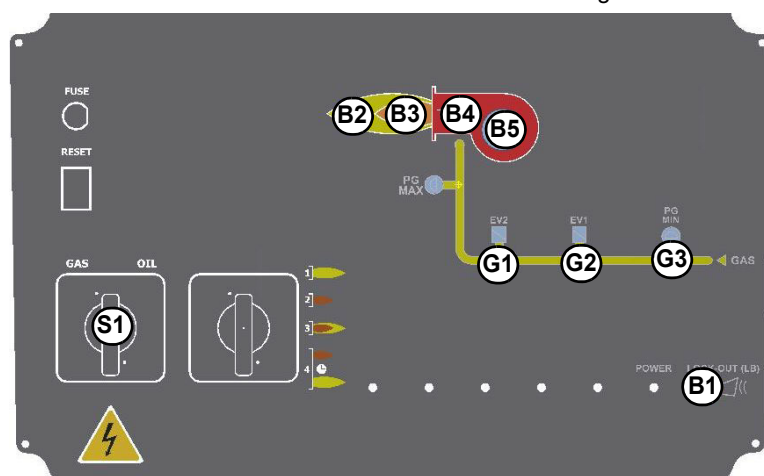 FUSE
B2 B3 B4
B5
RESET
PG
MAX
EV2 EV1 PG
MIN
G1 G2 G3
GAS
GAS OIL
1
2
S1
3
4
POWER LOCK-OUT (LB)
B1